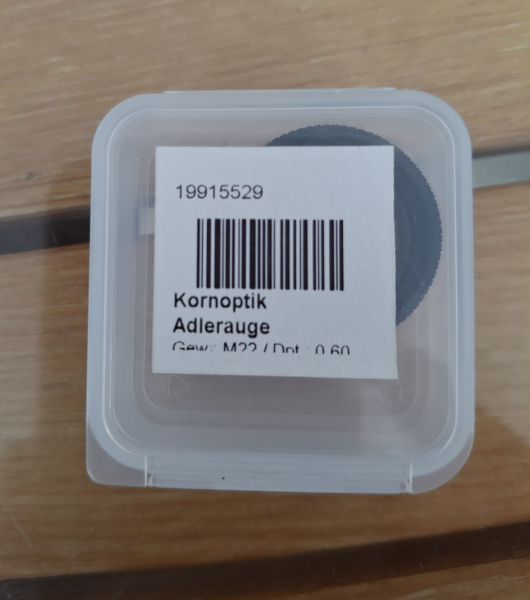 19915529
Kornoptik
Adlerauge
Gew.: M22 / Dpt.: 0.60